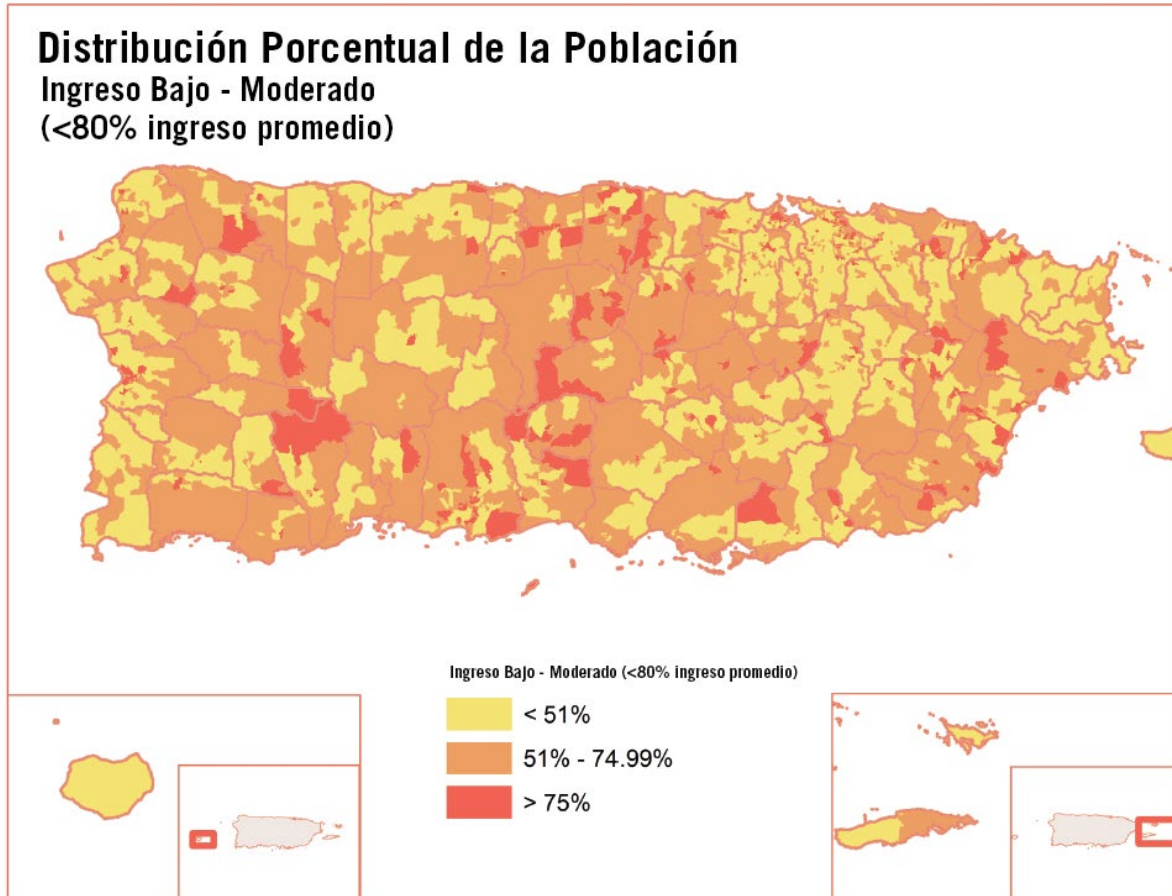 Distribución Porcentual de la Población
Ingreso Bajo - Moderado
(<80% ingreso promedio)
Ingreso Bajo - Moderado (<80% ingreso promedio)
< 51%
51% - 74.99%
> 75%